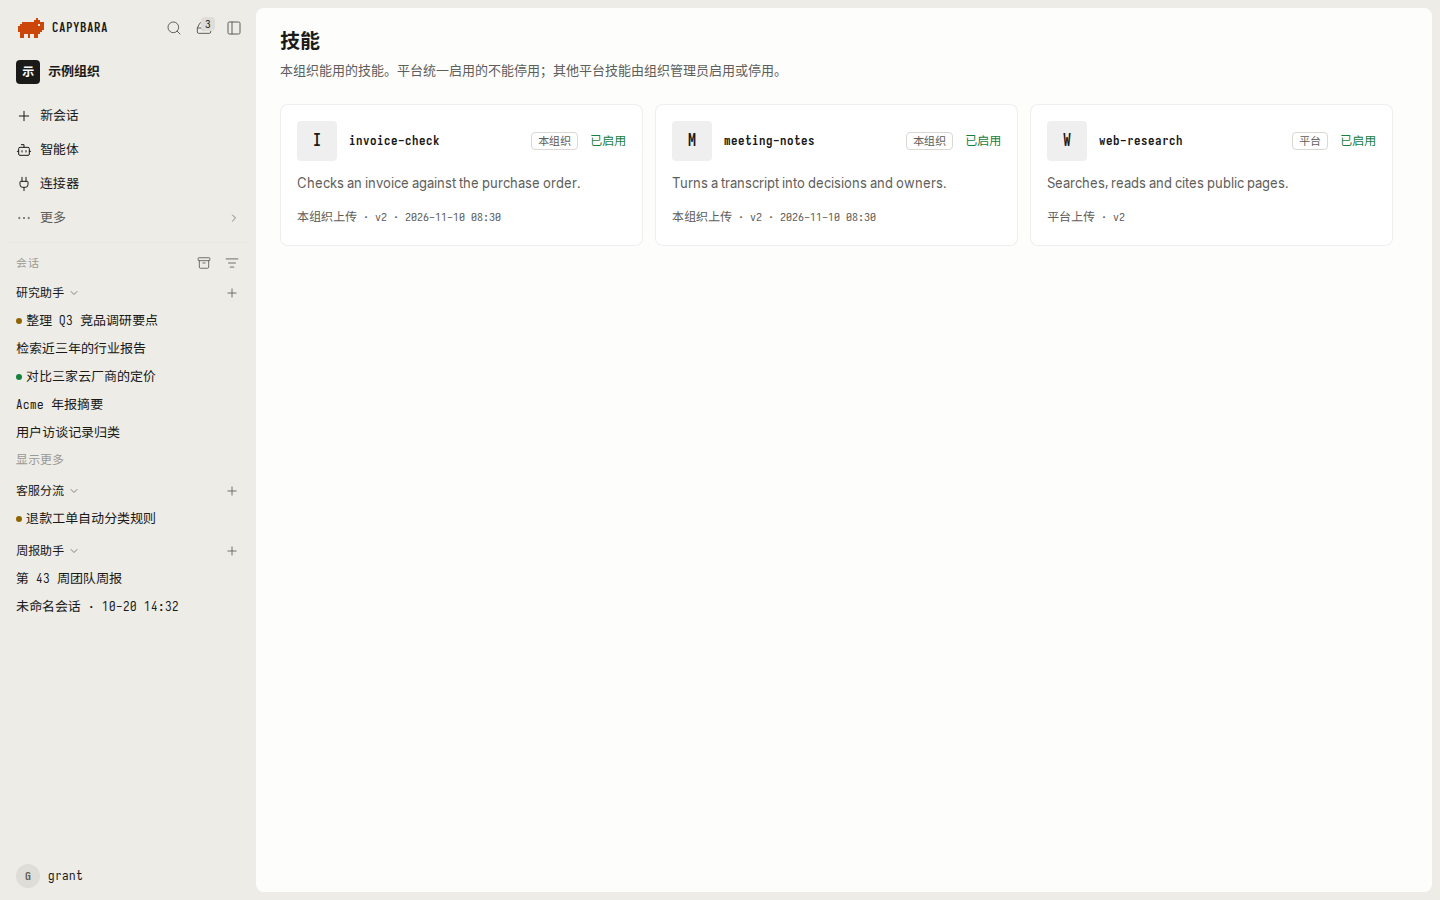 CAPYBARA
3
示 示例组织
新会话
智能体
连接器
更多
会话
研究助手
整理 Q3 竞品调研要点
检索近三年的行业报告
对比三家云厂商的定价
Acme 年报摘要
用户访谈记录归类
显示更多
客服分流
退款工单自动分类规则
周报助手
第 43 周团队周报
未命名会话 · 10-20 14:32
G grant
技能
本组织能用的技能。平台统一启用的不能停用；其他平台技能由组织管理员启用或停用。
I invoice-check 本组织 已启用
Checks an invoice against the purchase order.
本组织上传 · v2 · 2026-11-10 08:30
M meeting-notes 本组织 已启用
Turns a transcript into decisions and owners.
本组织上传 · v2 · 2026-11-10 08:30
W web-research 平台 已启用
Searches, reads and cites public pages.
平台上传 · v2